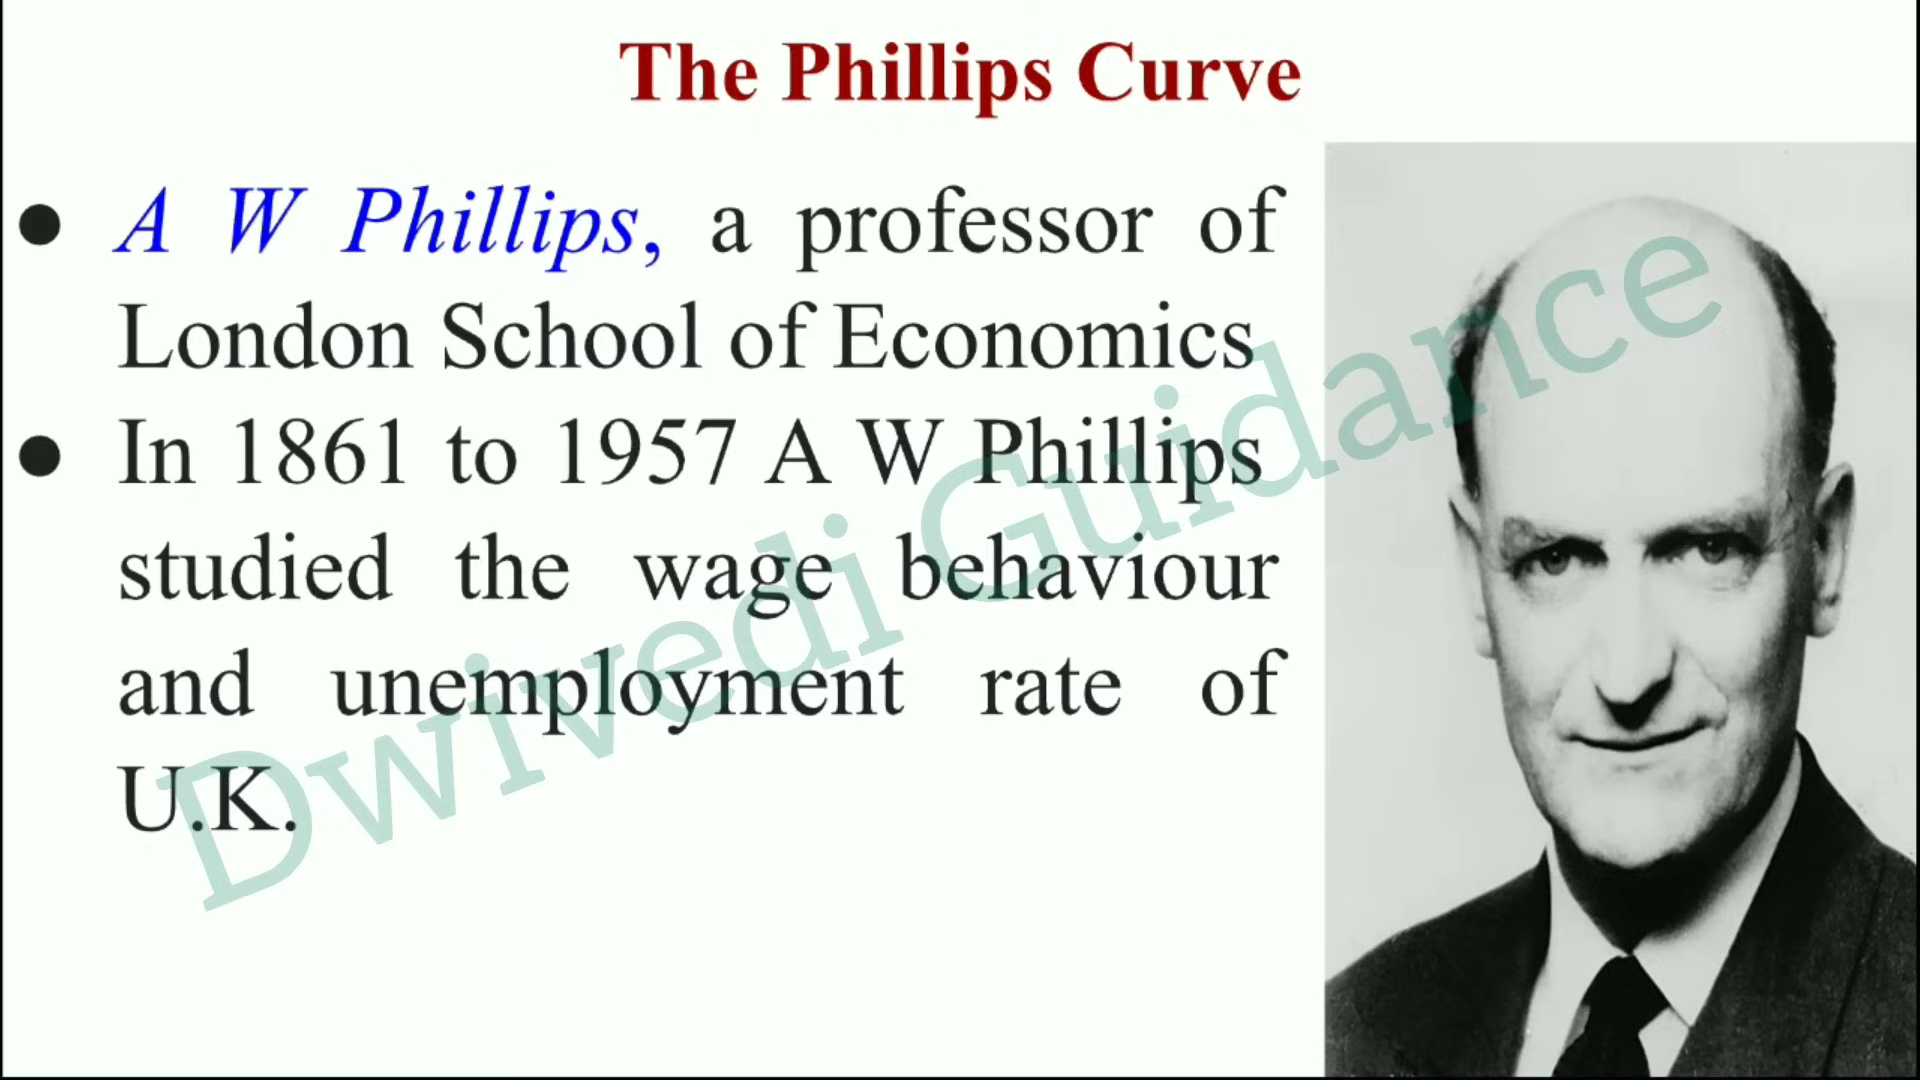 The Phillips Curve
● A W Phillips, a professor of
London School of Economics
● In 1861 to 1957 A W Phillips
studied the wage behaviour
and unemployment rate of
U.K.
Dwivedi Guidance